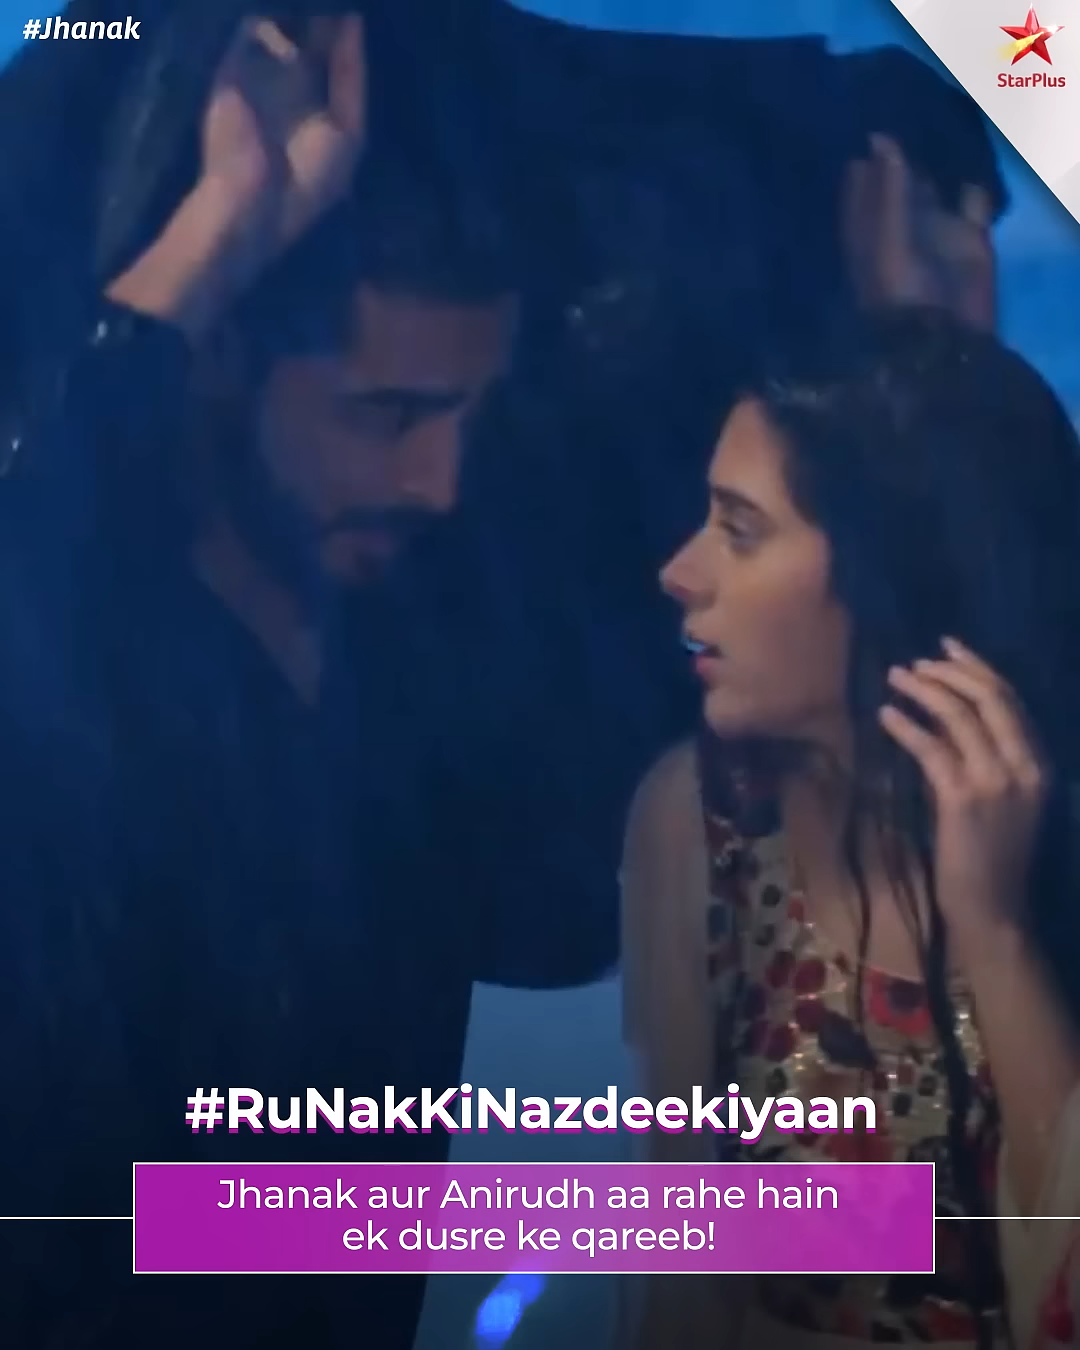 #Jhanak
StarPlus
#RuNakKiNazdeekiyaan
Jhanak aur Anirudh aa rahe hain
ek dusre ke qareeb!